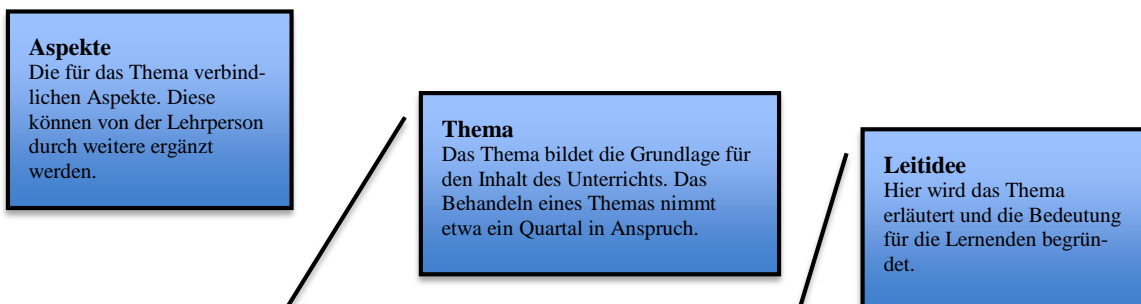 Aspekte
Die für das Thema verbind-
lichen Aspekte. Diese
können von der Lehrperson
durch weitere ergänzt
werden.
Thema
Das Thema bildet die Grundlage für
den Inhalt des Unterrichts. Das
Behandeln eines Themas nimmt
etwa ein Quartal in Anspruch.
Leitidee
Hier wird das Thema
erläutert und die Bedeutung
für die Lernenden begrün-
det.